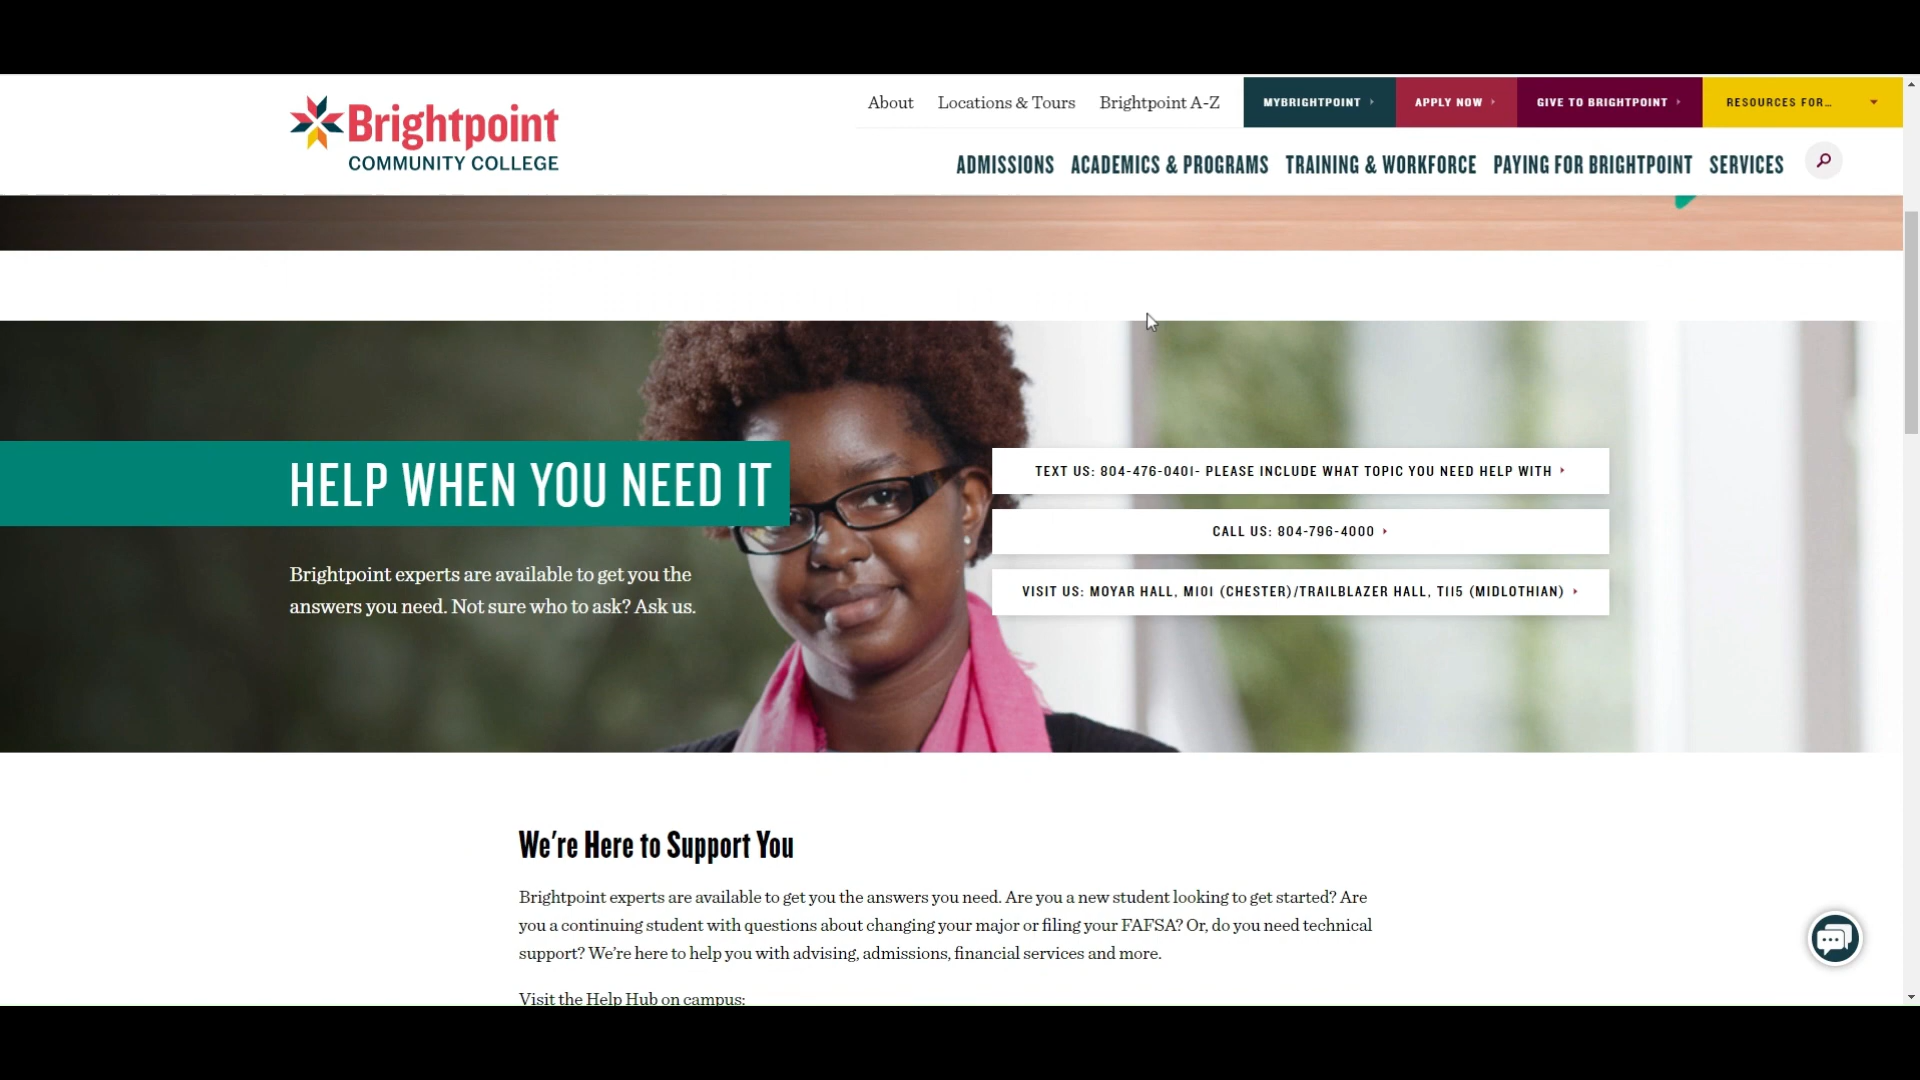 Brightpoint
COMMUNITY COLLEGE
About
Locations & Tours
Brightpoint A-Z
MYBRIGHTPOINT
APPLY NOW
GIVE TO BRIGHTPOINT
RESOURCES FOR...
ADMISSIONS
ACADEMICS & PROGRAMS
TRAINING & WORKFORCE
PAYING FOR BRIGHTPOINT
SERVICES
HELP WHEN YOU NEED IT
Brightpoint experts are available to get you the
answers you need. Not sure who to ask? Ask us.
TEXT US: 804-476-0401- PLEASE INCLUDE WHAT TOPIC YOU NEED HELP WITH
CALL US: 804-796-4000
VISIT US: MOYAR HALL, M101 (CHESTER)/TRAILBLAZER HALL, T115 (MIDLOTHIAN)
We're Here to Support You
Brightpoint experts are available to get you the answers you need. Are you a new student looking to get started? Are
you a continuing student with questions about changing your major or filing your FAFSA? Or, do you need technical
support? We're here to help you with advising, admissions, financial services and more.
Visit the Help Hub on campus: